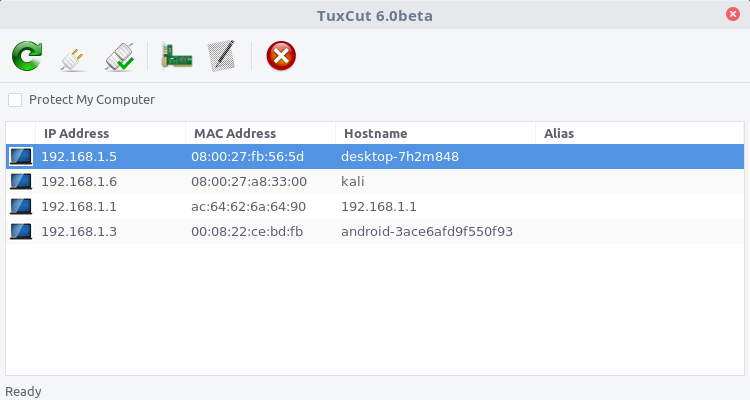 TuxCut 6.0beta
Protect My Computer
IP Address MAC Address Hostname Alias
192.168.1.5 08:00:27:fb:56:5d desktop-7h2m848
192.168.1.6 08:00:27:a8:33:00 kali
192.168.1.1 ac:64:62:6a:64:90 192.168.1.1
192.168.1.3 00:08:22:ce:bd:fb android-3ace6afd9f550f93
Ready